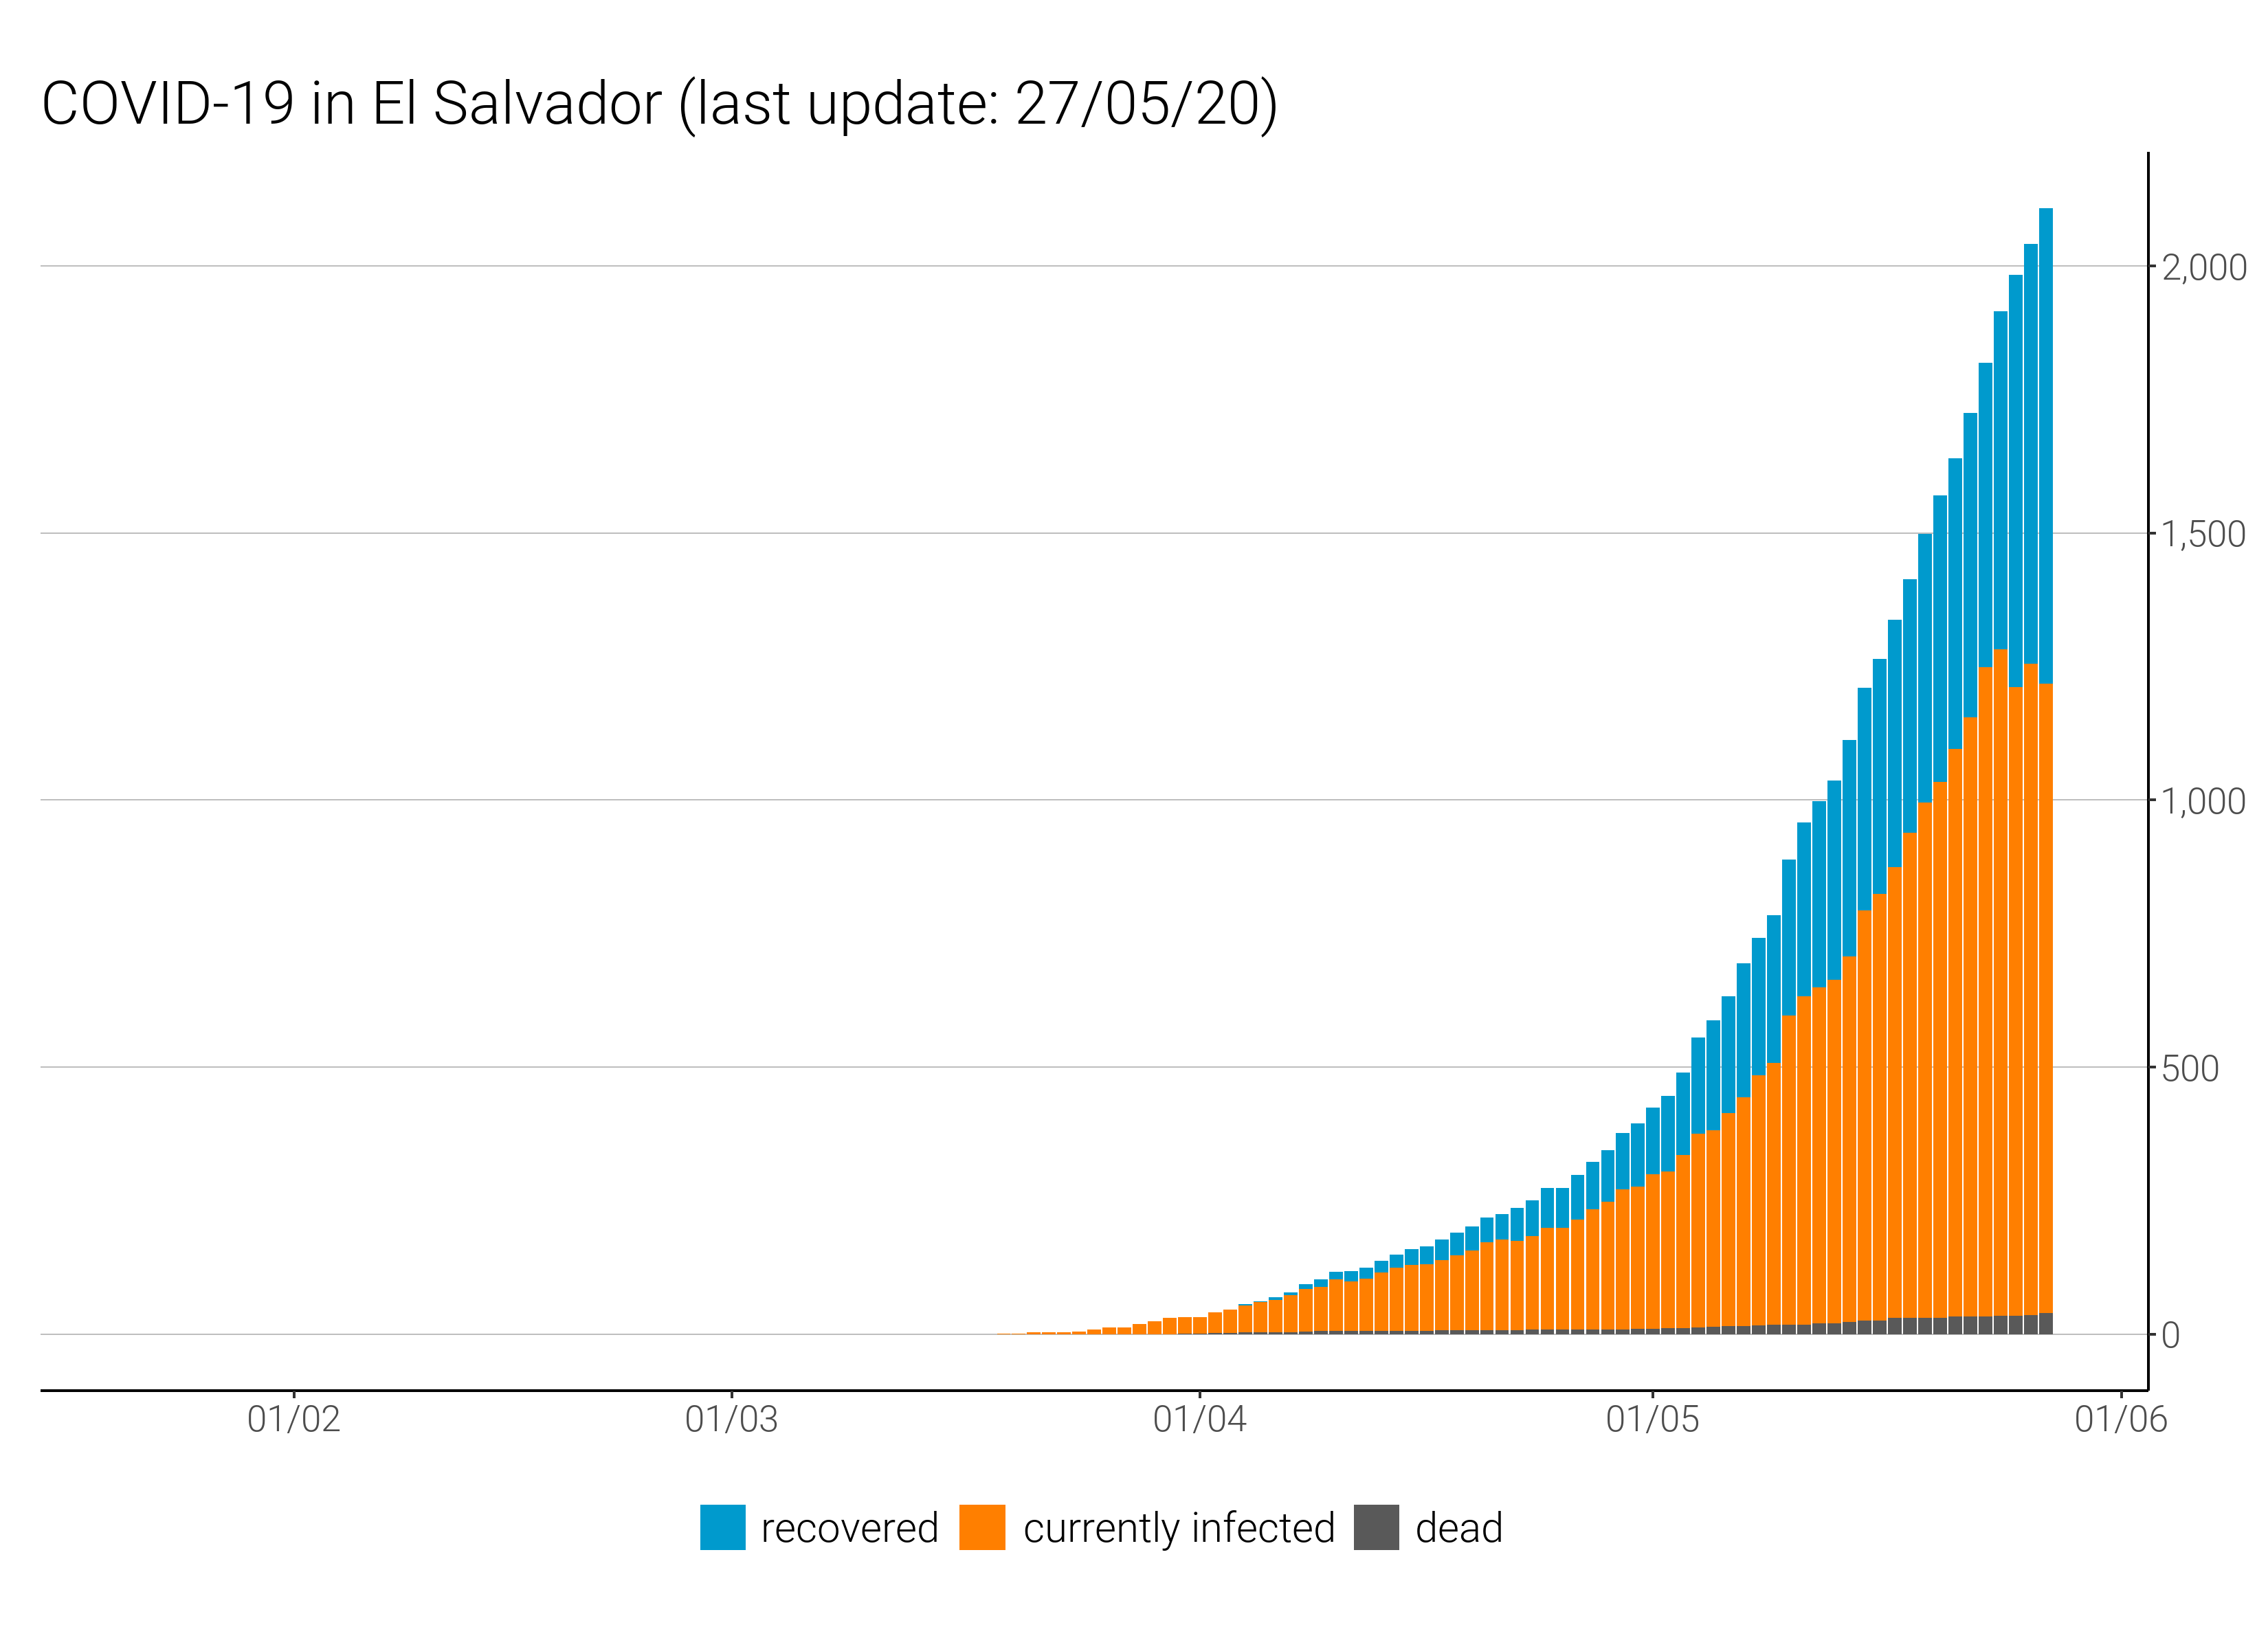 COVID-19 in El Salvador (last update: 27/05/20)
2,000
1,500
1,000
500
0
01/02 01/03 01/04 01/05 01/06
recovered currently infected dead